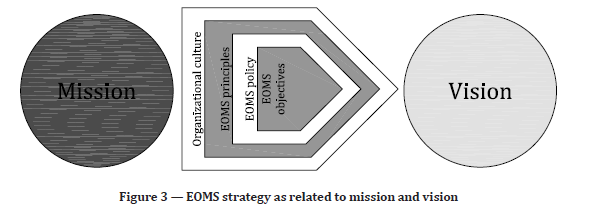 Mission
Organizational culture
EOMS principles
EOMS policy
EOMS
objectives
Vision
Figure 3 — EOMS strategy as related to mission and vision